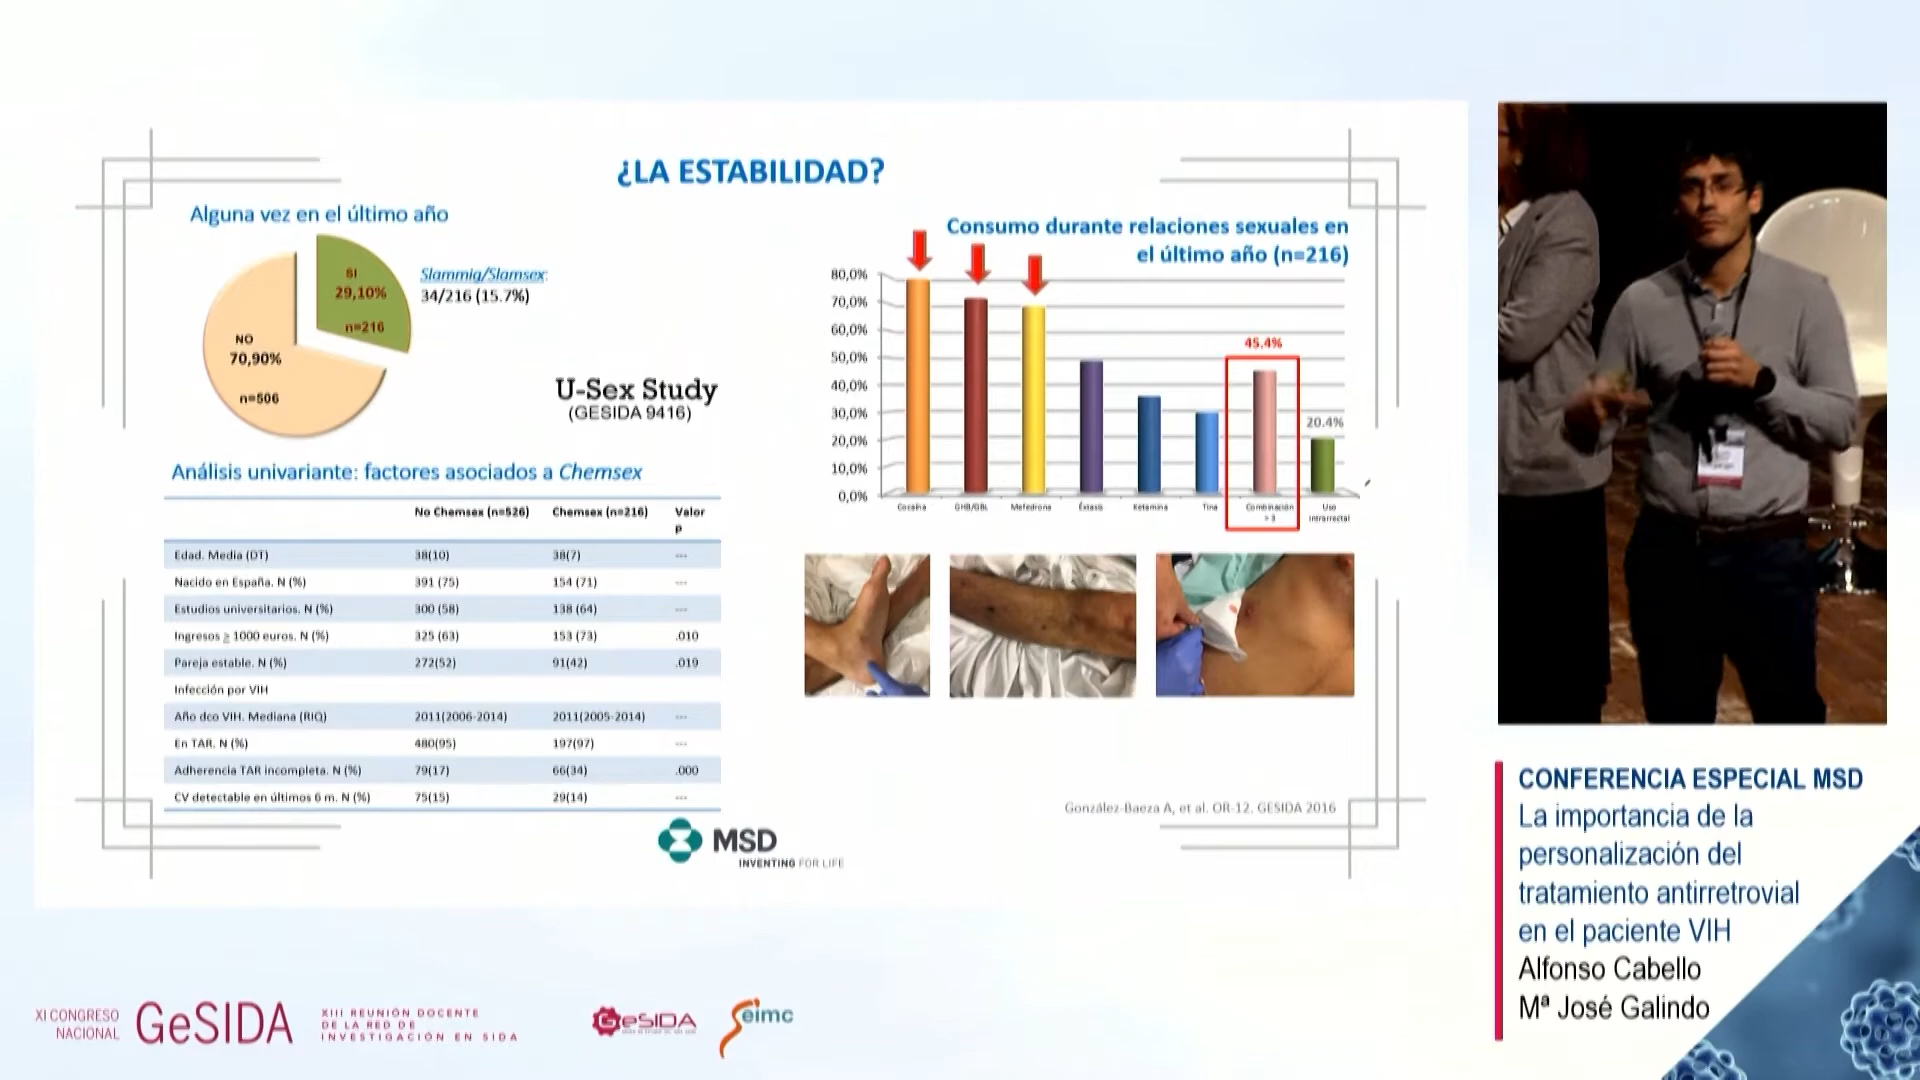 ¿LA ESTABILIDAD?
Alguna vez en el último año
SI
29,10%
n=216
NO
70,90%
n=506
Slammig/Slamsex:
34/216 (15.7%)
U-Sex Study
(GESIDA 9416)
Consumo durante relaciones sexuales en
el último año (n=216)
80,0%
70,0%
60,0%
50,0%
40,0%
30,0%
20,0%
10,0%
0,0%
45,4%
20.4%
Cocaína
GHB/GBL
Mefedrona
Éxtasis
Ketamina
Tina
Combinación
> 3
Uso
intrarrectal
Análisis univariante: factores asociados a Chemsex
No Chemsex (n=526) Chemsex (n=216) Valor
p
Edad. Media (DT) 38(10) 38(7) ---
Nacido en España. N (%) 391 (75) 154 (71) ---
Estudios universitarios. N (%) 300 (58) 138 (64) ---
Ingresos ≥ 1000 euros. N (%) 325 (63) 153 (73) .010
Pareja estable. N (%) 272(52) 91(42) .019
Infección por VIH
Año dco VIH. Mediana (RIQ) 2011(2006-2014) 2011(2005-2014) ---
En TAR. N (%) 480(95) 197(97) ---
Adherencia TAR incompleta. N (%) 79(17) 66(34) .000
CV detectable en últimos 6 m. N (%) 75(15) 29(14) ---
González-Baeza A, et al. OR-12. GESIDA 2016
MSD
INVENTING FOR LIFE
CONFERENCIA ESPECIAL MSD
La importancia de la
personalización del
tratamiento antirretrovial
en el paciente VIH
Alfonso Cabello
Mª José Galindo
XI CONGRESO
NACIONAL
GeSIDA
XIII REUNIÓN DOCENTE
DE LA RED DE
INVESTIGACIÓN EN SIDA
GeSIDA
Seimc